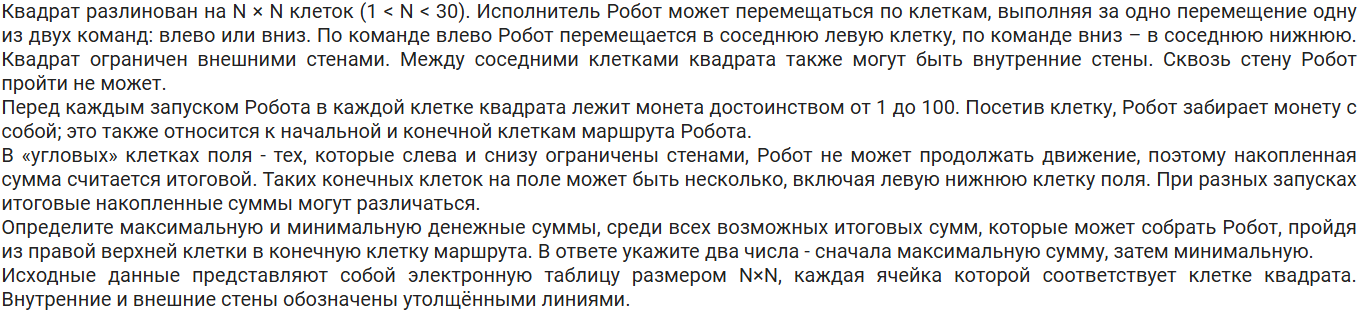 Квадрат разлинован на N × N клеток (1 < N < 30). Исполнитель Робот может перемещаться по клеткам, выполняя за одно перемещение одну
из двух команд: влево или вниз. По команде влево Робот перемещается в соседнюю левую клетку, по команде вниз – в соседнюю нижнюю.
Квадрат ограничен внешними стенами. Между соседними клетками квадрата также могут быть внутренние стены. Сквозь стену Робот
пройти не может.
Перед каждым запуском Робота в каждой клетке квадрата лежит монета достоинством от 1 до 100. Посетив клетку, Робот забирает монету с
собой; это также относится к начальной и конечной клеткам маршрута Робота.
В «угловых» клетках поля - тех, которые слева и снизу ограничены стенами, Робот не может продолжать движение, поэтому накопленная
сумма считается итоговой. Таких конечных клеток на поле может быть несколько, включая левую нижнюю клетку поля. При разных запусках
итоговые накопленные суммы могут различаться.
Определите максимальную и минимальную денежные суммы, среди всех возможных итоговых сумм, которые может собрать Робот, пройдя
из правой верхней клетки в конечную клетку маршрута. В ответе укажите два числа - сначала максимальную сумму, затем минимальную.
Исходные данные представляют собой электронную таблицу размером N×N, каждая ячейка которой соответствует клетке квадрата.
Внутренние и внешние стены обозначены утолщёнными линиями.